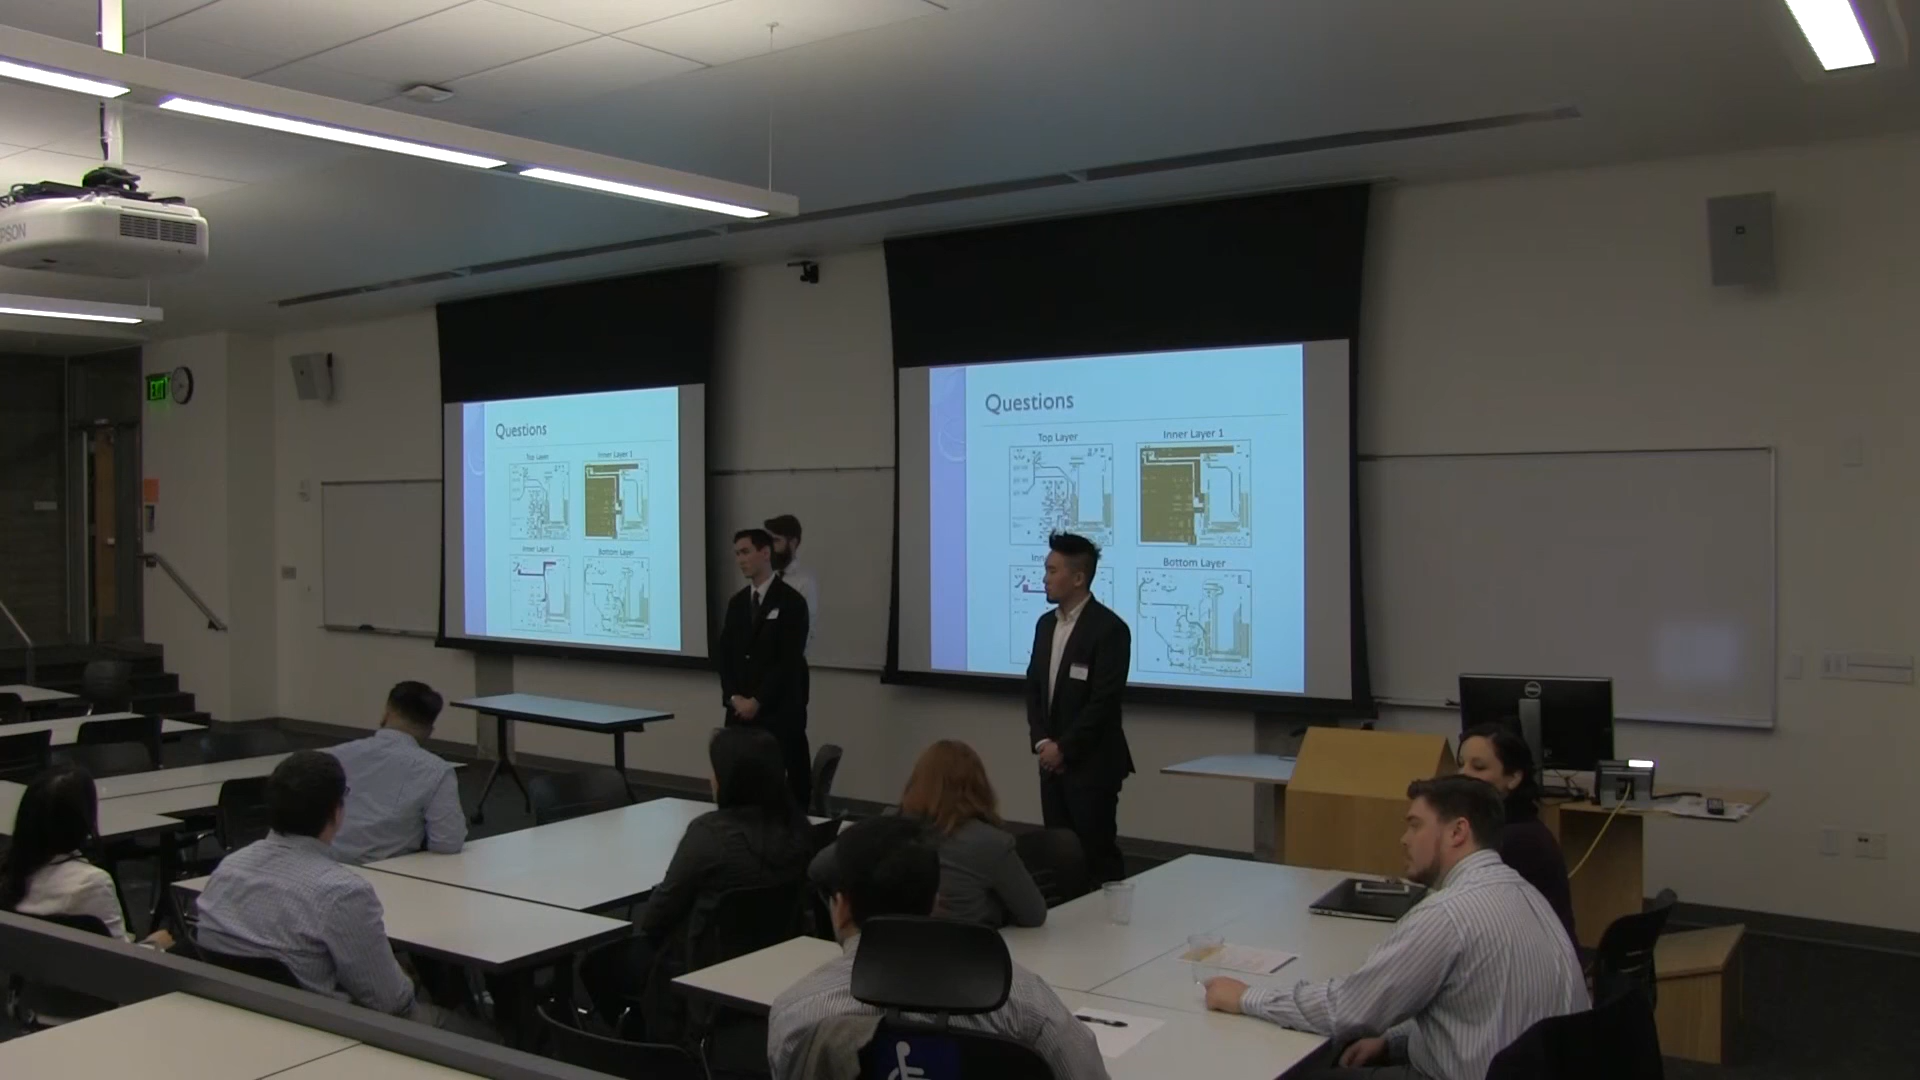 EPSON
EXIT
Questions
Top Layer
Inner Layer 1
Inner Layer 2
Bottom Layer
Questions
Top Layer
Inner Layer 1
Bottom Layer
DELL